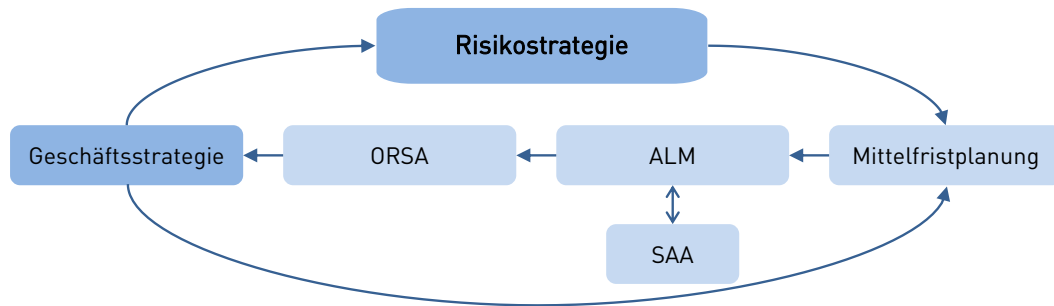 Risikostrategie
Geschäftsstrategie
ORSA
ALM
Mittelfristplanung
SAA